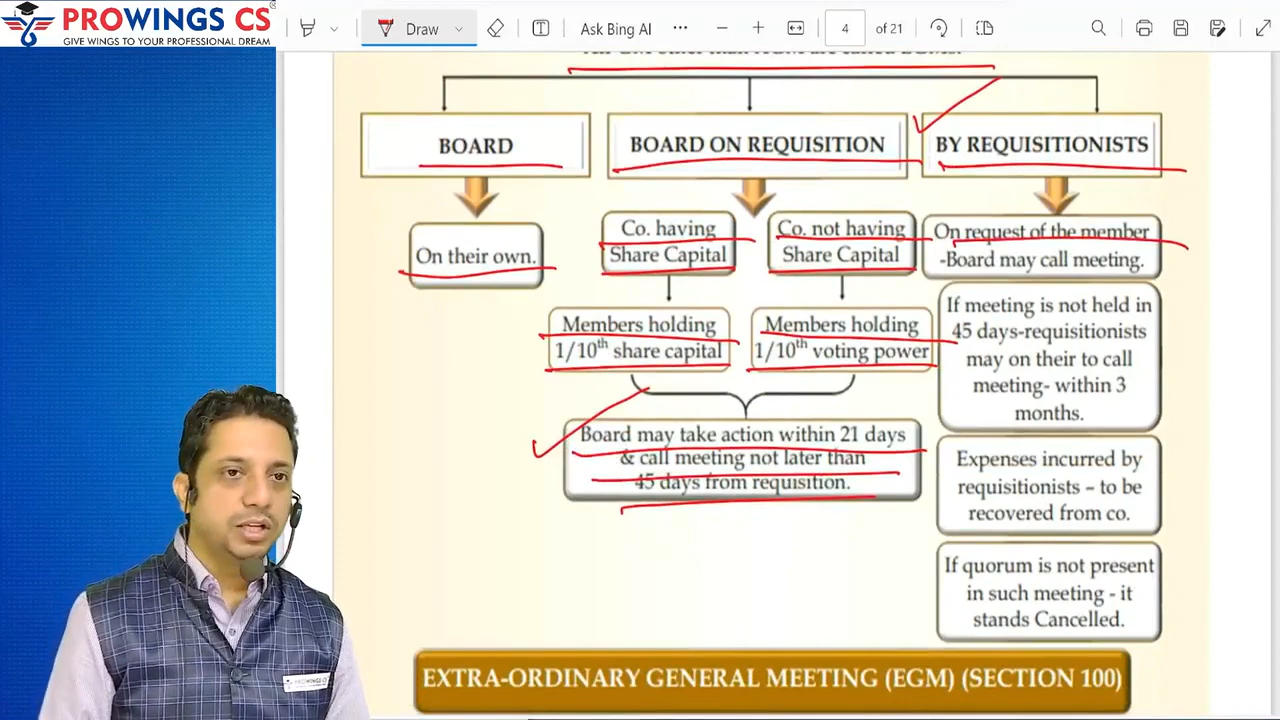 PROWINGS CS
GIVE WINGS TO YOUR PROFESSIONAL DREAM
Draw
Ask Bing AI
4
of 21
BOARD
BOARD ON REQUISITION
BY REQUISITIONISTS
On their own.
Co. having
Share Capital
Co. not having
Share Capital
On request of the member
-Board may call meeting.
Members holding
1/10th share capital
Members holding
1/10th voting power
If meeting is not held in
45 days-requisitionists
may on their to call
meeting- within 3
months.
Board may take action within 21 days
& call meeting not later than
45 days from requisition.
Expenses incurred by
requisitionists – to be
recovered from co.
If quorum is not present
in such meeting - it
stands Cancelled.
PROWINGS CS
EXTRA-ORDINARY GENERAL MEETING (EGM) (SECTION 100)